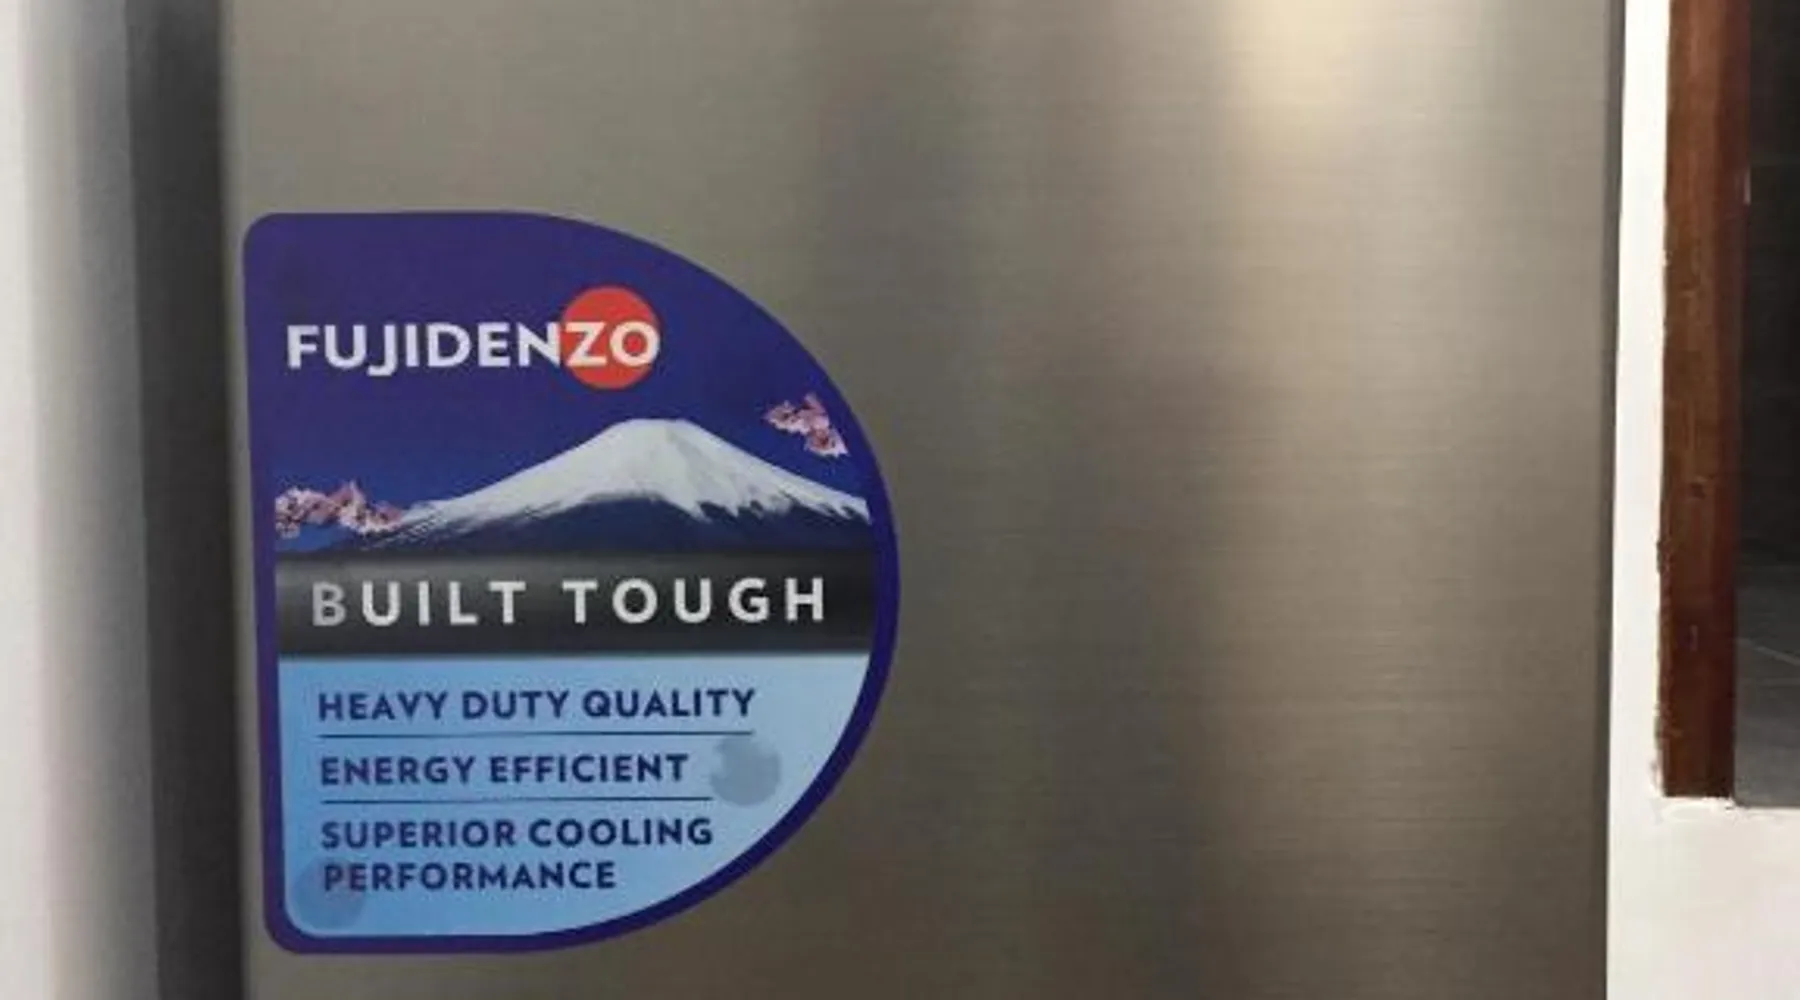 FUJIDENZO
BUILT TOUGH
HEAVY DUTY QUALITY
ENERGY EFFICIENT
SUPERIOR COOLING
PERFORMANCE